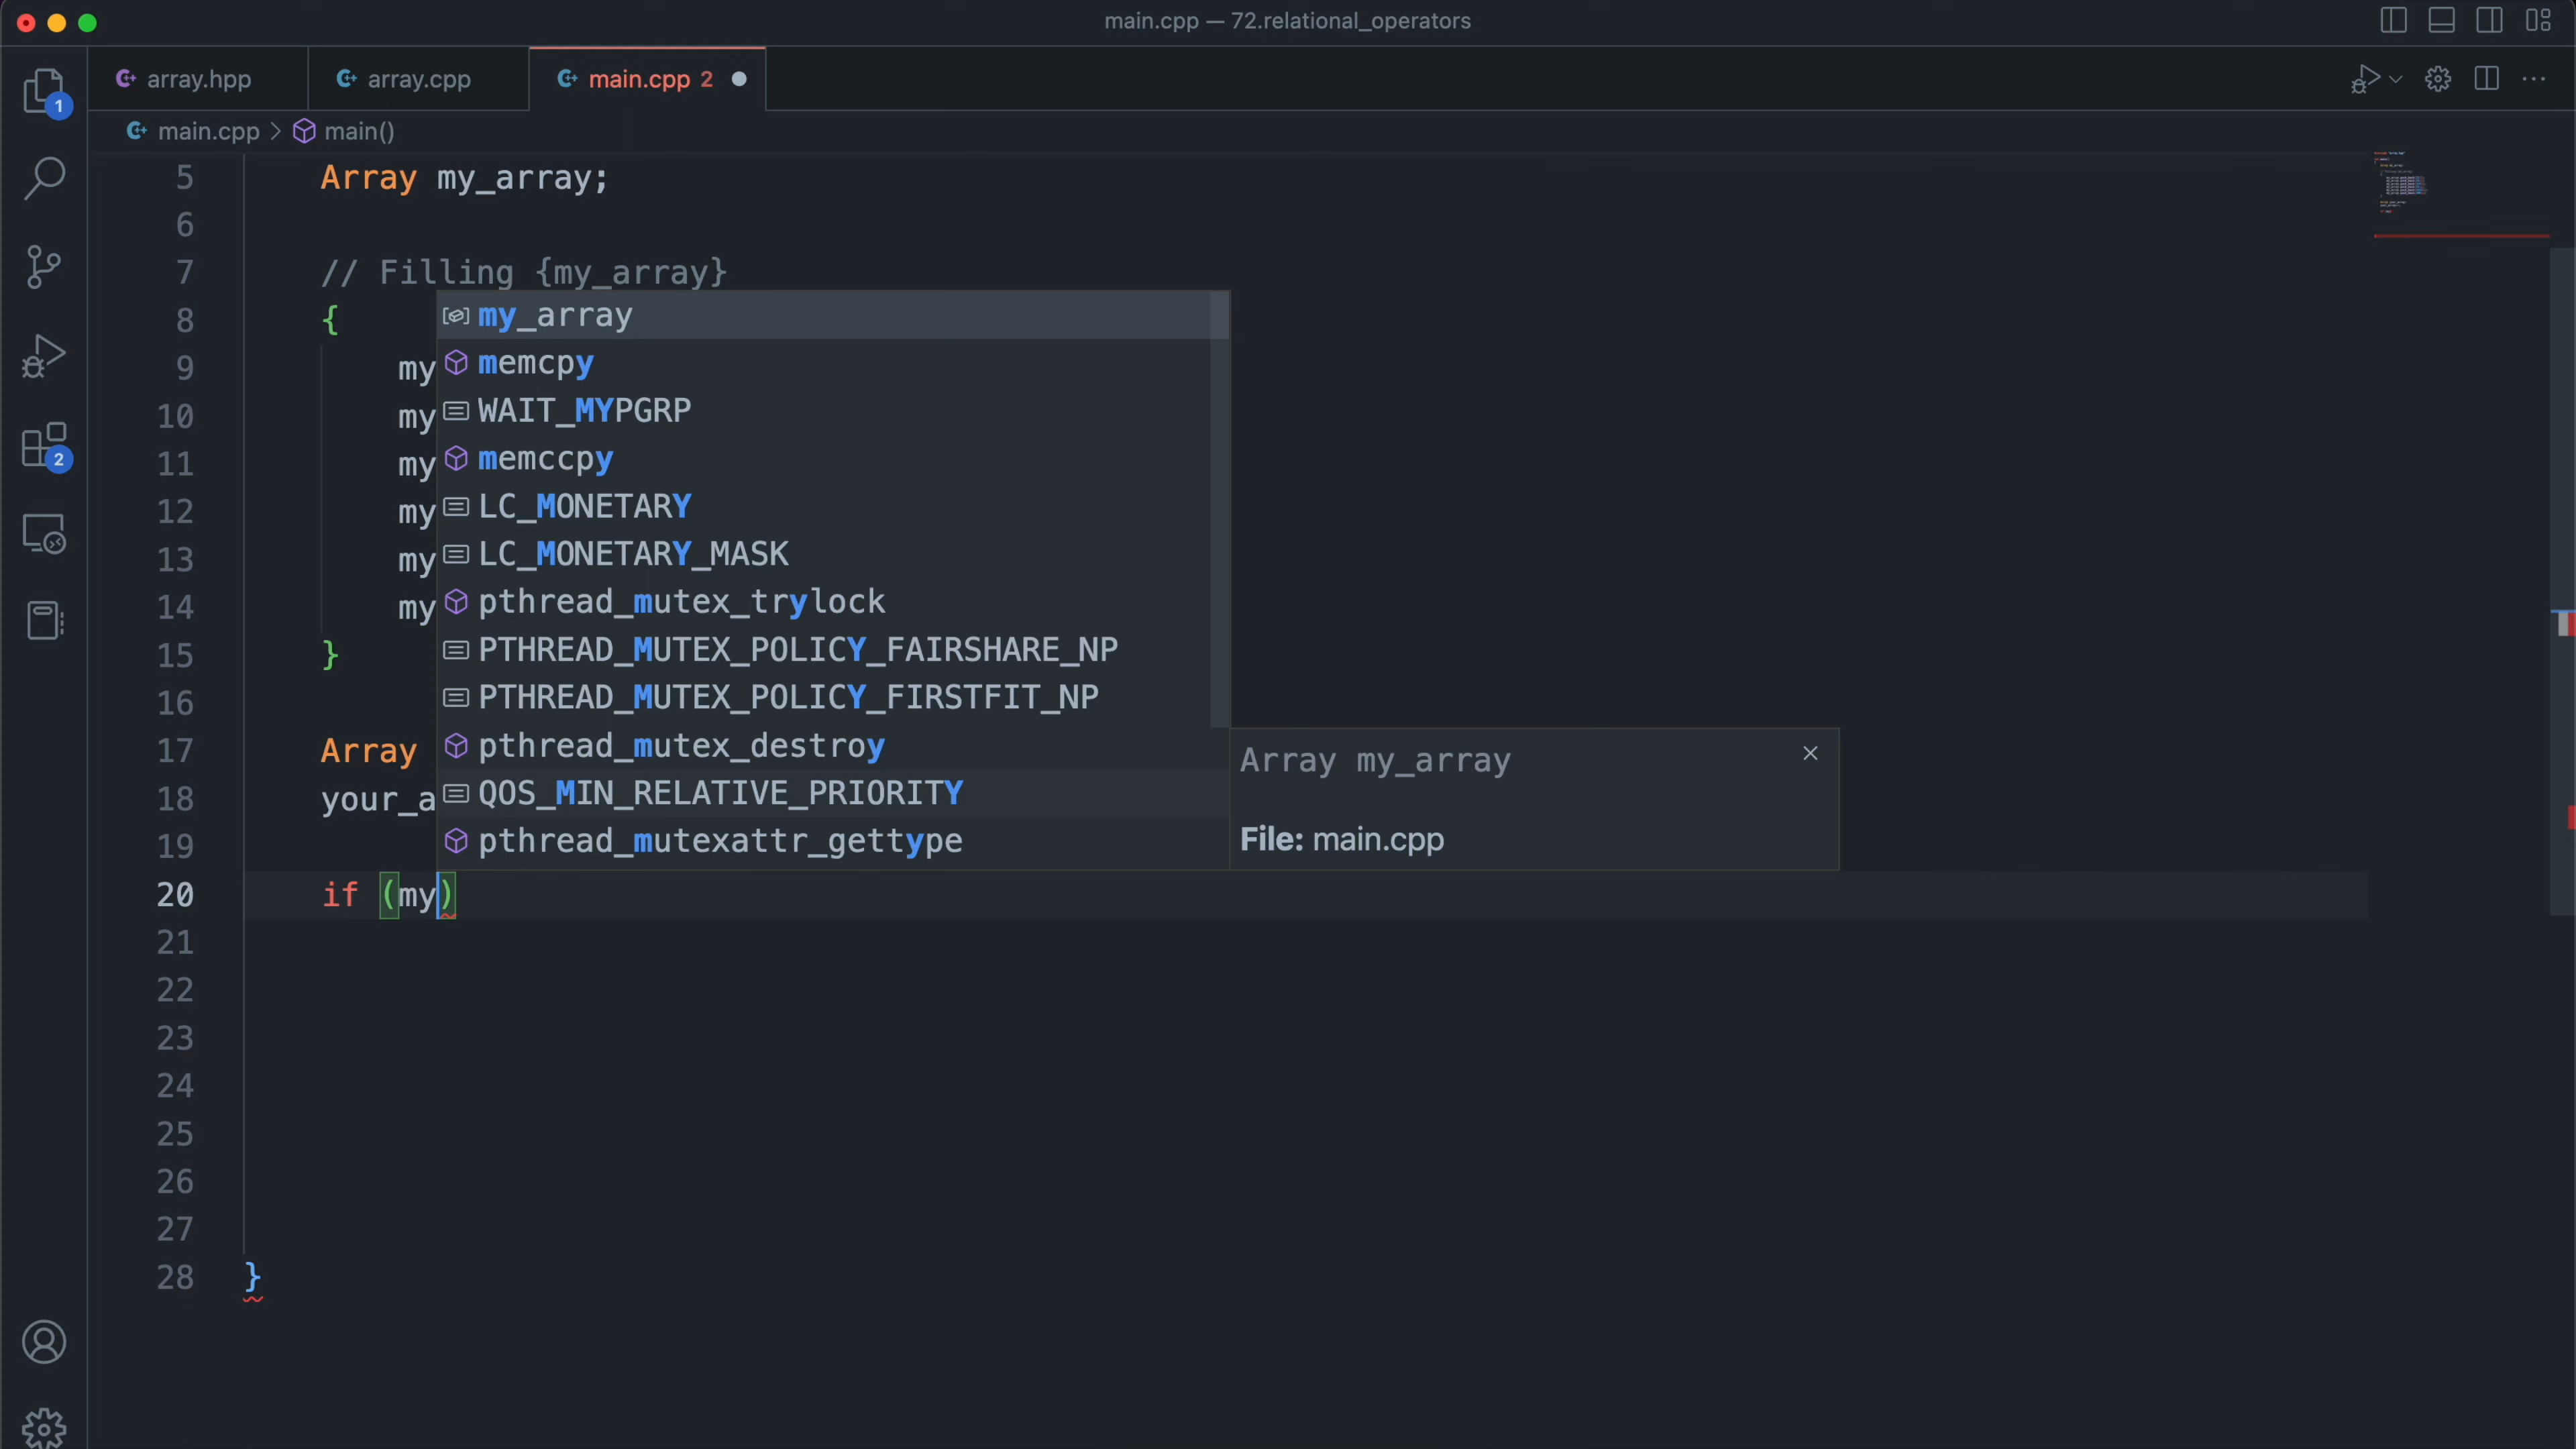 main.cpp — 72.relational_operators
array.hpp
array.cpp
main.cpp 2
1
main.cpp > main()
5 Array my_array;
6
7 // Filling {my_array}
8 {
9 my
10 my
11 my
12 my
13 my
14 my
15 }
16
17 Array
18 your_a
19
20 if (my)
21
22
23
24
25
26
27
28 }
my_array
memcpy
WAIT_MYPGRP
memccpy
LC_MONETARY
LC_MONETARY_MASK
pthread_mutex_trylock
PTHREAD_MUTEX_POLICY_FAIRSHARE_NP
PTHREAD_MUTEX_POLICY_FIRSTFIT_NP
pthread_mutex_destroy
QOS_MIN_RELATIVE_PRIORITY
pthread_mutexattr_gettype
Array my_array
File: main.cpp
2